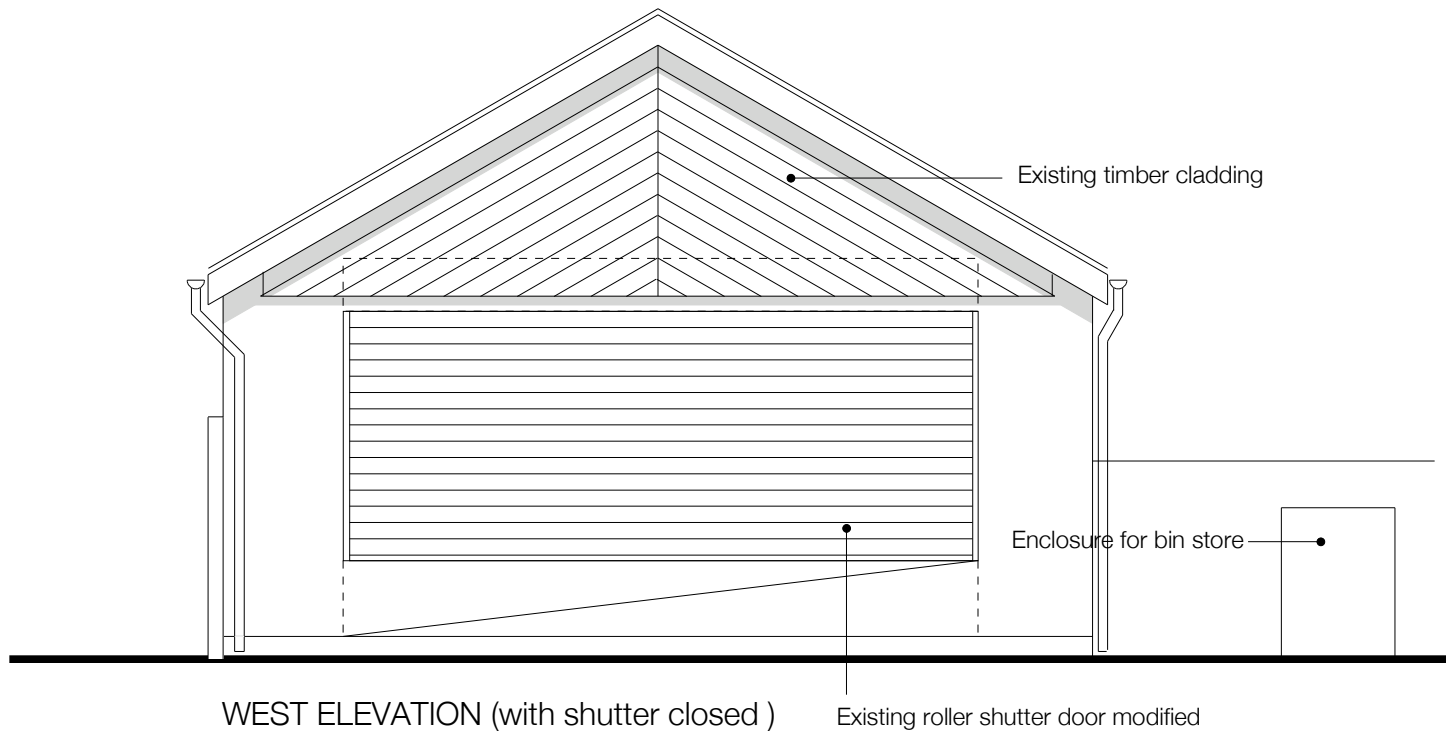 Existing timber cladding
Enclosure for bin store
WEST ELEVATION (with shutter closed )
Existing roller shutter door modified